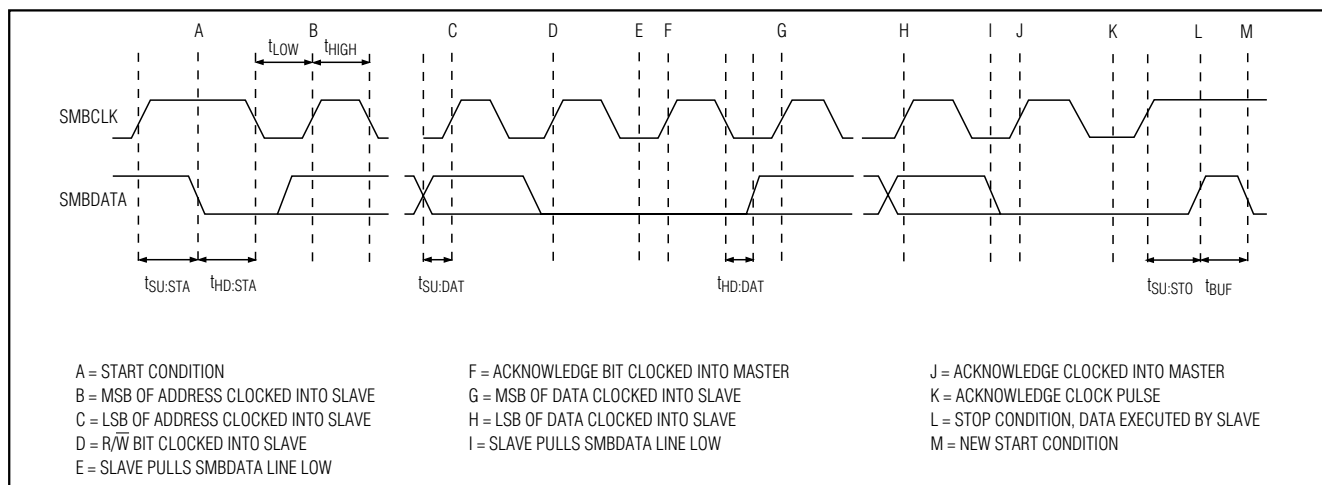 A B C D E F G H I J K L M
tLOW tHIGH
SMBCLK
SMBDATA
tSU:STA tHD:STA tSU:DAT tHD:DAT tSU:STO tBUF
A = START CONDITION
B = MSB OF ADDRESS CLOCKED INTO SLAVE
C = LSB OF ADDRESS CLOCKED INTO SLAVE
D = R/W̅ BIT CLOCKED INTO SLAVE
E = SLAVE PULLS SMBDATA LINE LOW
F = ACKNOWLEDGE BIT CLOCKED INTO MASTER
G = MSB OF DATA CLOCKED INTO SLAVE
H = LSB OF DATA CLOCKED INTO SLAVE
I = SLAVE PULLS SMBDATA LINE LOW
J = ACKNOWLEDGE CLOCKED INTO MASTER
K = ACKNOWLEDGE CLOCK PULSE
L = STOP CONDITION, DATA EXECUTED BY SLAVE
M = NEW START CONDITION